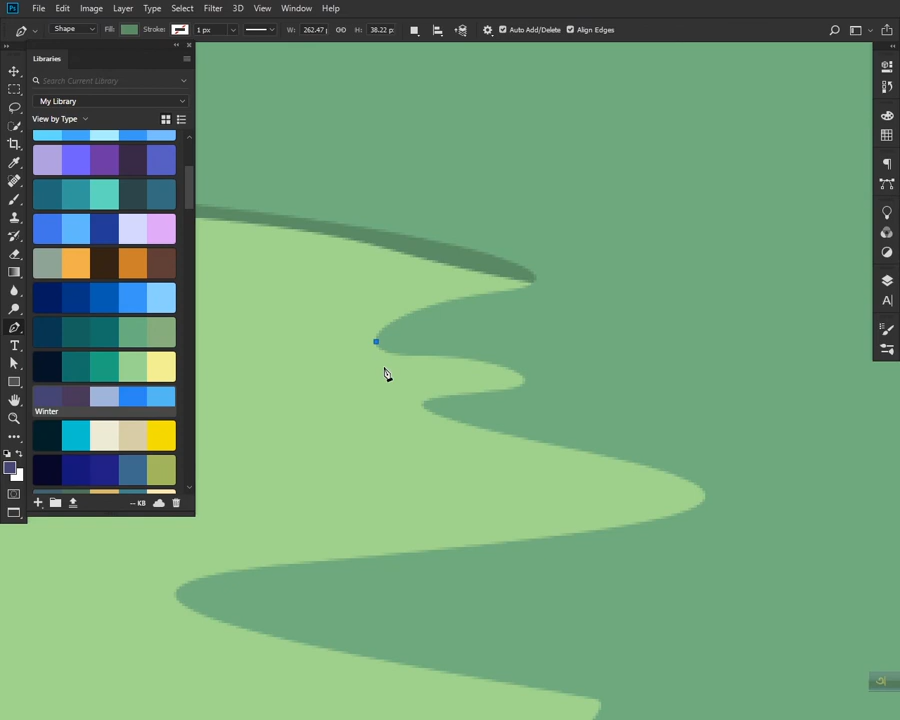 Ps File Edit Image Layer Type Select Filter 3D View Window Help
Shape Fill: Stroke: 1 px W: 262.47 p H: 38.22 p Auto Add/Delete Align Edges
Libraries
Search Current Library
My Library
View by Type
Winter
-- KB